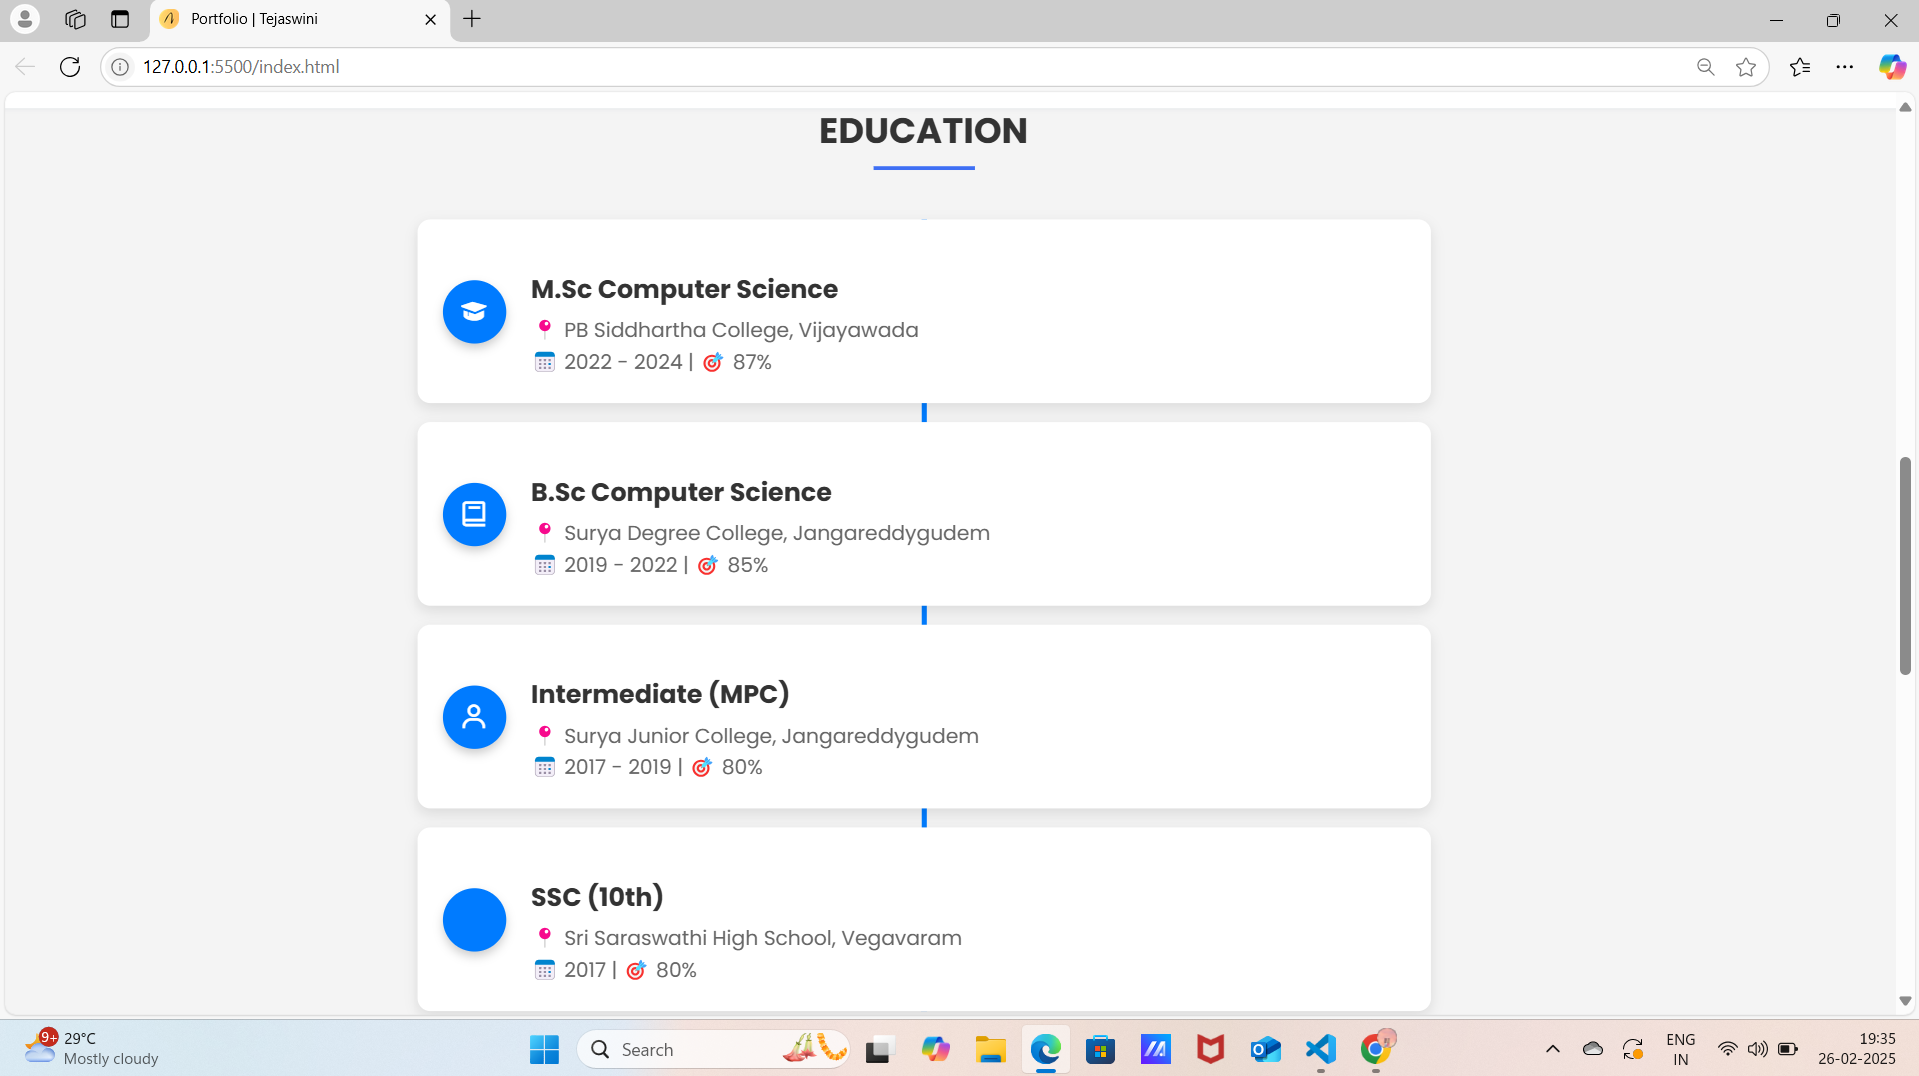 Portfolio | Tejaswini
127.0.0.1:5500/index.html
EDUCATION
M.Sc Computer Science
PB Siddhartha College, Vijayawada
2022 - 2024 | 87%
B.Sc Computer Science
Surya Degree College, Jangareddygudem
2019 - 2022 | 85%
Intermediate (MPC)
Surya Junior College, Jangareddygudem
2017 - 2019 | 80%
SSC (10th)
Sri Saraswathi High School, Vegavaram
2017 | 80%
9+
29°C
Mostly cloudy
Search
ENG
IN
19:35
26-02-2025